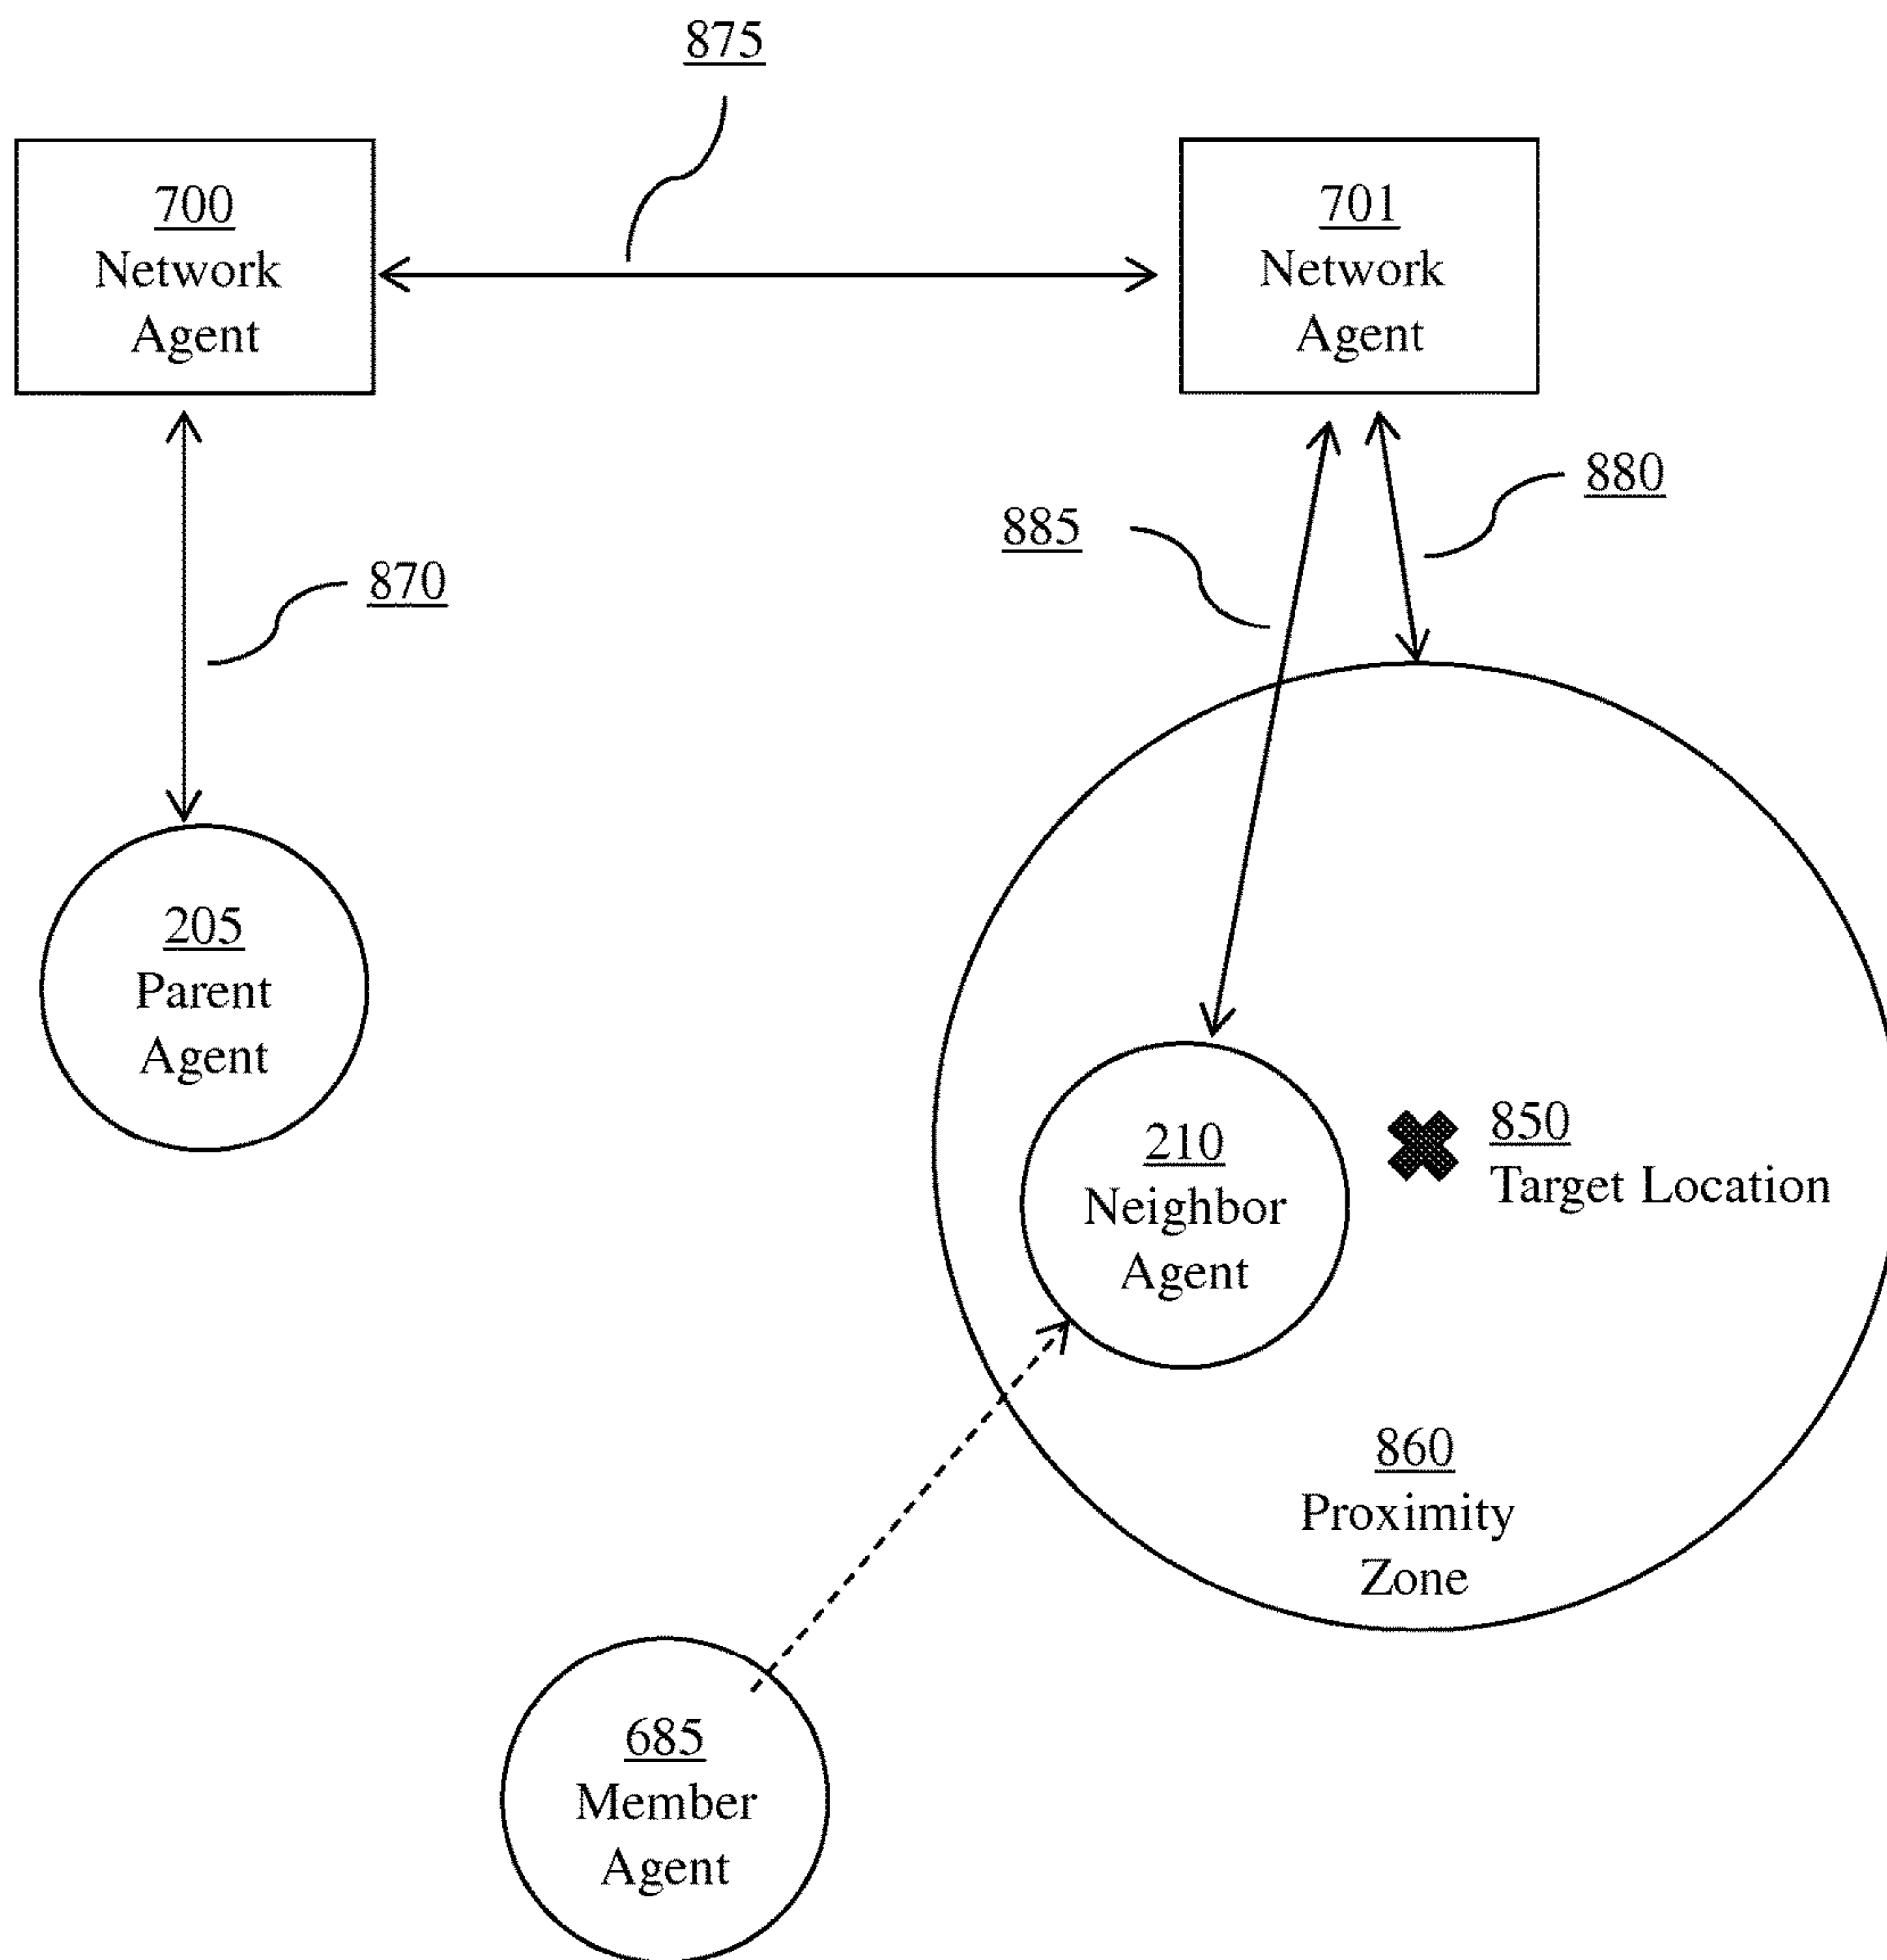 875
700
Network
Agent
701
Network
Agent
880
885
870
205
Parent
Agent
210
Neighbor
Agent
850
Target Location
860
Proximity
Zone
685
Member
Agent